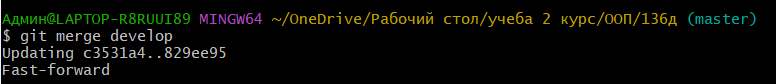 Админ@LAPTOP-R8RUUI89 MINGW64 ~/OneDrive/Рабочий стол/учеба 2 курс/ООП/136д (master)
$ git merge develop
Updating c3531a4..829ee95
Fast-forward